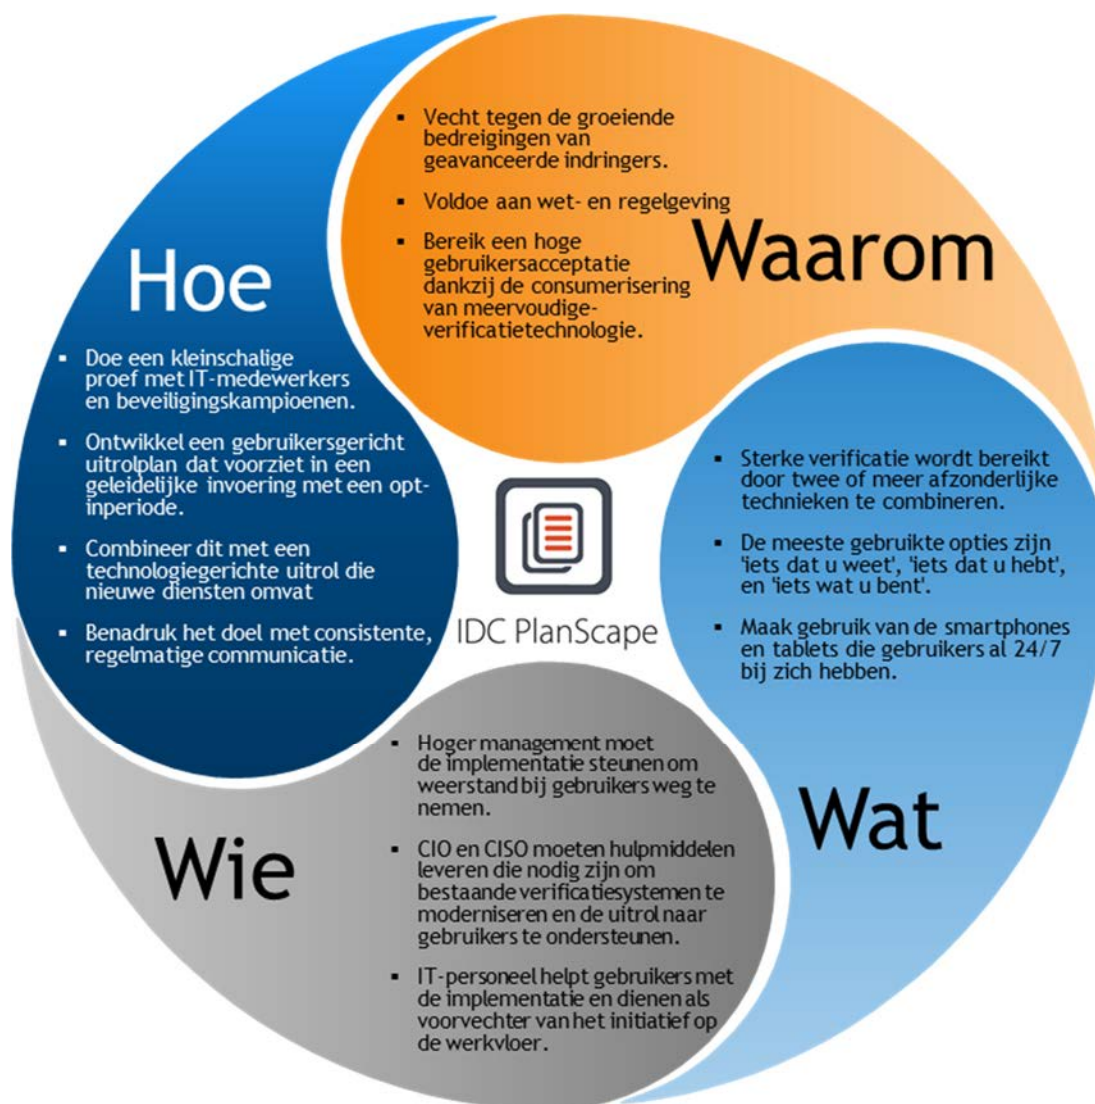 Waarom
▪ Vecht tegen de groeiende
bedreigingen van
geavanceerde indringers.
▪ Voldoe aan wet- en regelgeving
▪ Bereik een hoge
gebruikersacceptatie
dankzij de consumerisering
van meervoudige-
verificatietechnologie.
Hoe
▪ Doe een kleinschalige
proef met IT-medewerkers
en beveiligingskampioenen.
▪ Ontwikkel een gebruikersgericht
uitrolplan dat voorziet in een
geleidelijke invoering met een opt-
inperiode.
▪ Combineer dit met een
technologiegerichte uitrol die
nieuwe diensten omvat
▪ Benadruk het doel met consistente,
regelmatige communicatie.
IDC PlanScape
▪ Sterke verificatie wordt bereikt
door twee of meer afzonderlijke
technieken te combineren.
▪ De meeste gebruikte opties zijn
'iets dat u weet', 'iets dat u hebt',
en 'iets wat u bent'.
▪ Maak gebruik van de smartphones
en tablets die gebruikers al 24/7
bij zich hebben.
Wat
Wie
▪ Hoger management moet
de implementatie steunen om
weerstand bij gebruikers weg te
nemen.
▪ CIO en CISO moeten hulpmiddelen
leveren die nodig zijn om
bestaande verificatiesystemen te
moderniseren en de uitrol naar
gebruikers te ondersteunen.
▪ IT-personeel helpt gebruikers met
de implementatie en dienen als
voorvechter van het initiatief op
de werkvloer.